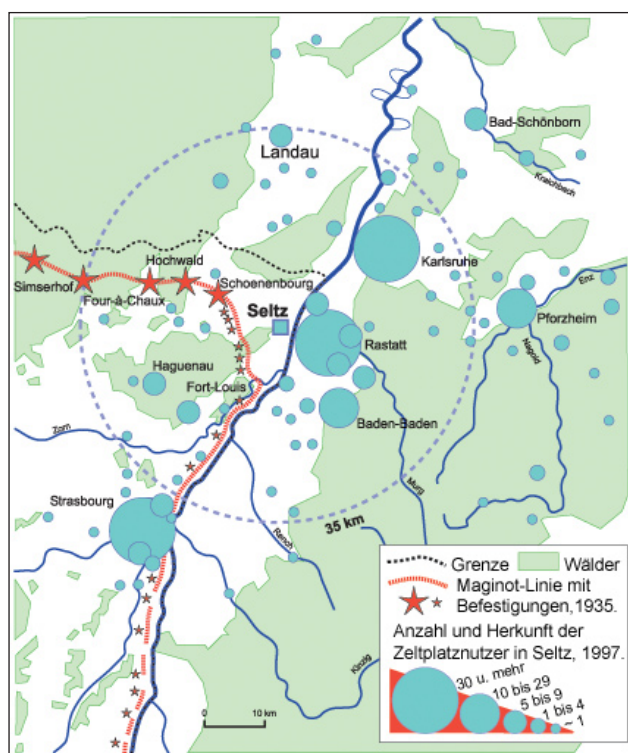 Landau
Bad-Schönborn
Kraichbach
Karlsruhe
Hochwald
Simserhof
Four-à-Chaux
Schoenenbourg
Seltz
Enz
Pforzheim
Nagold
Rastatt
Haguenau
Fort-Louis
Baden-Baden
Zorn
Murg
Strasbourg
35 km
Rench
Kinzig
10 km
Grenze
Wälder
Maginot-Linie mit
Befestigungen,1935.
Anzahl und Herkunft der
Zeltplatznutzer in Seltz, 1997.
30 u. mehr
10 bis 29
5 bis 9
1 bis 4
~ 1
0